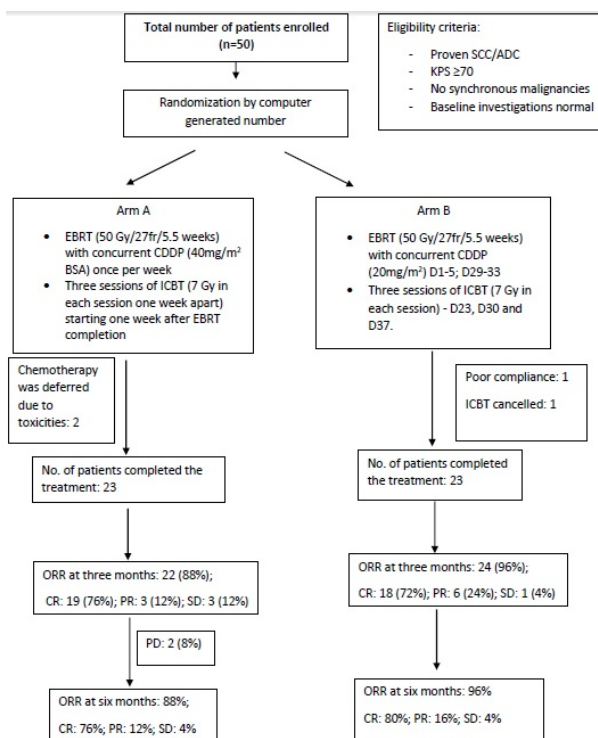 Total number of patients enrolled
(n=50)
Eligibility criteria:
- Proven SCC/ADC
- KPS ≥70
- No synchronous malignancies
- Baseline investigations normal
Randomization by computer
generated number
Arm A
• EBRT (50 Gy/27fr/5.5 weeks)
with concurrent CDDP (40mg/m²
BSA) once per week
• Three sessions of ICBT (7 Gy in
each session one week apart)
starting one week after EBRT
completion
Arm B
• EBRT (50 Gy/27fr/5.5 weeks)
with concurrent CDDP
(20mg/m²) D1-5; D29-33
• Three sessions of ICBT (7 Gy in
each session) - D23, D30 and
D37.
Chemotherapy
was deferred
due to
toxicities: 2
Poor compliance: 1
ICBT cancelled: 1
No. of patients completed the
treatment: 23
No. of patients completed
the treatment: 23
ORR at three months: 22 (88%);
CR: 19 (76%); PR: 3 (12%); SD: 3 (12%)
ORR at three months: 24 (96%);
CR: 18 (72%); PR: 6 (24%); SD: 1 (4%)
PD: 2 (8%)
ORR at six months: 88%;
CR: 76%; PR: 12%; SD: 4%
ORR at six months: 96%
CR: 80%; PR: 16%; SD: 4%